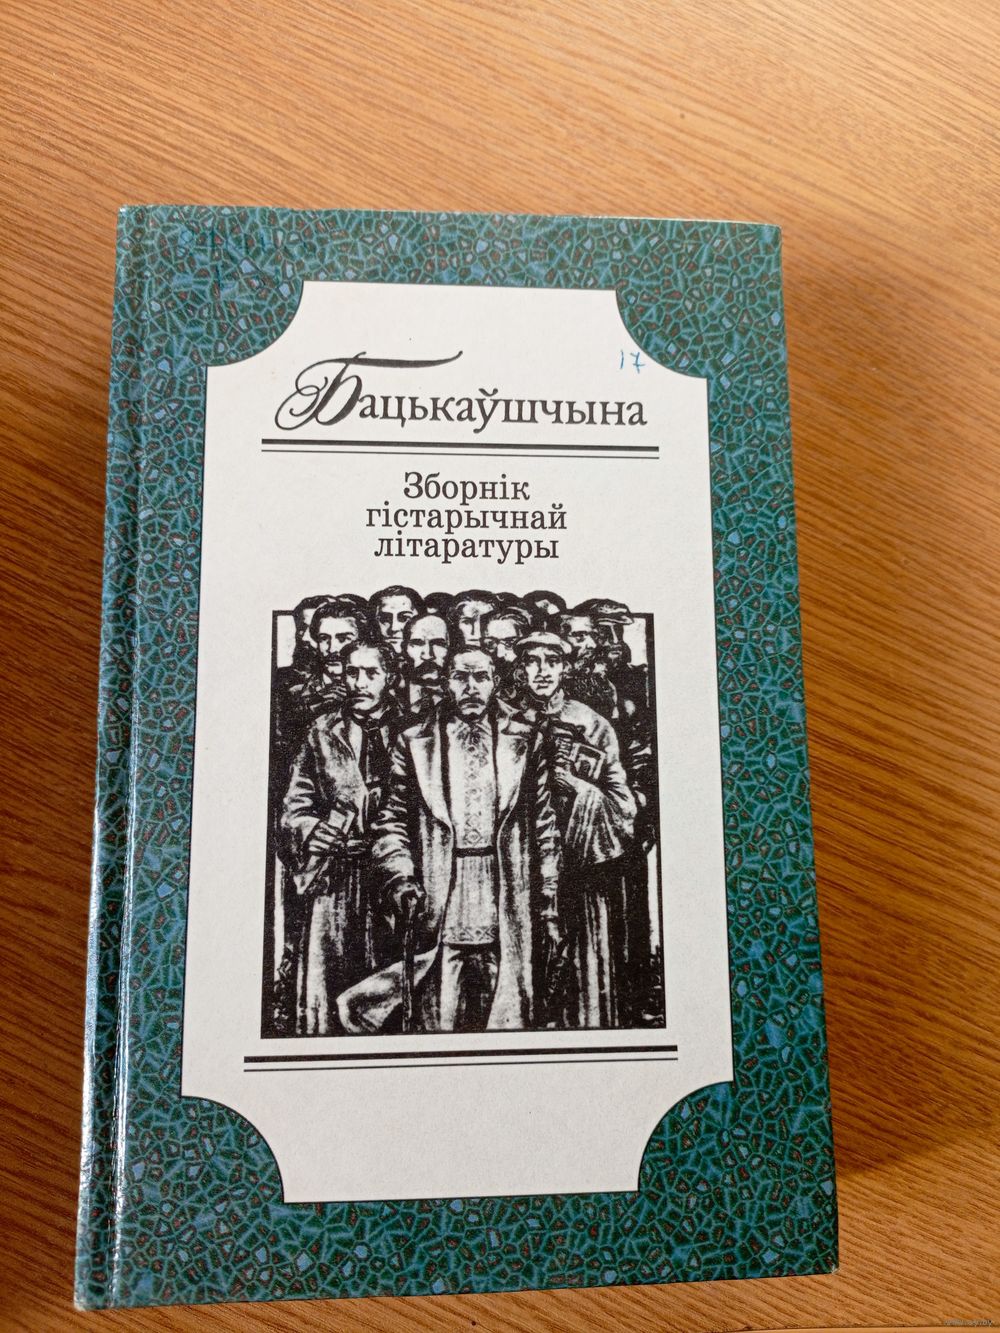 17
Бацькаўшчына
Зборнік
гістарычнай
літаратуры